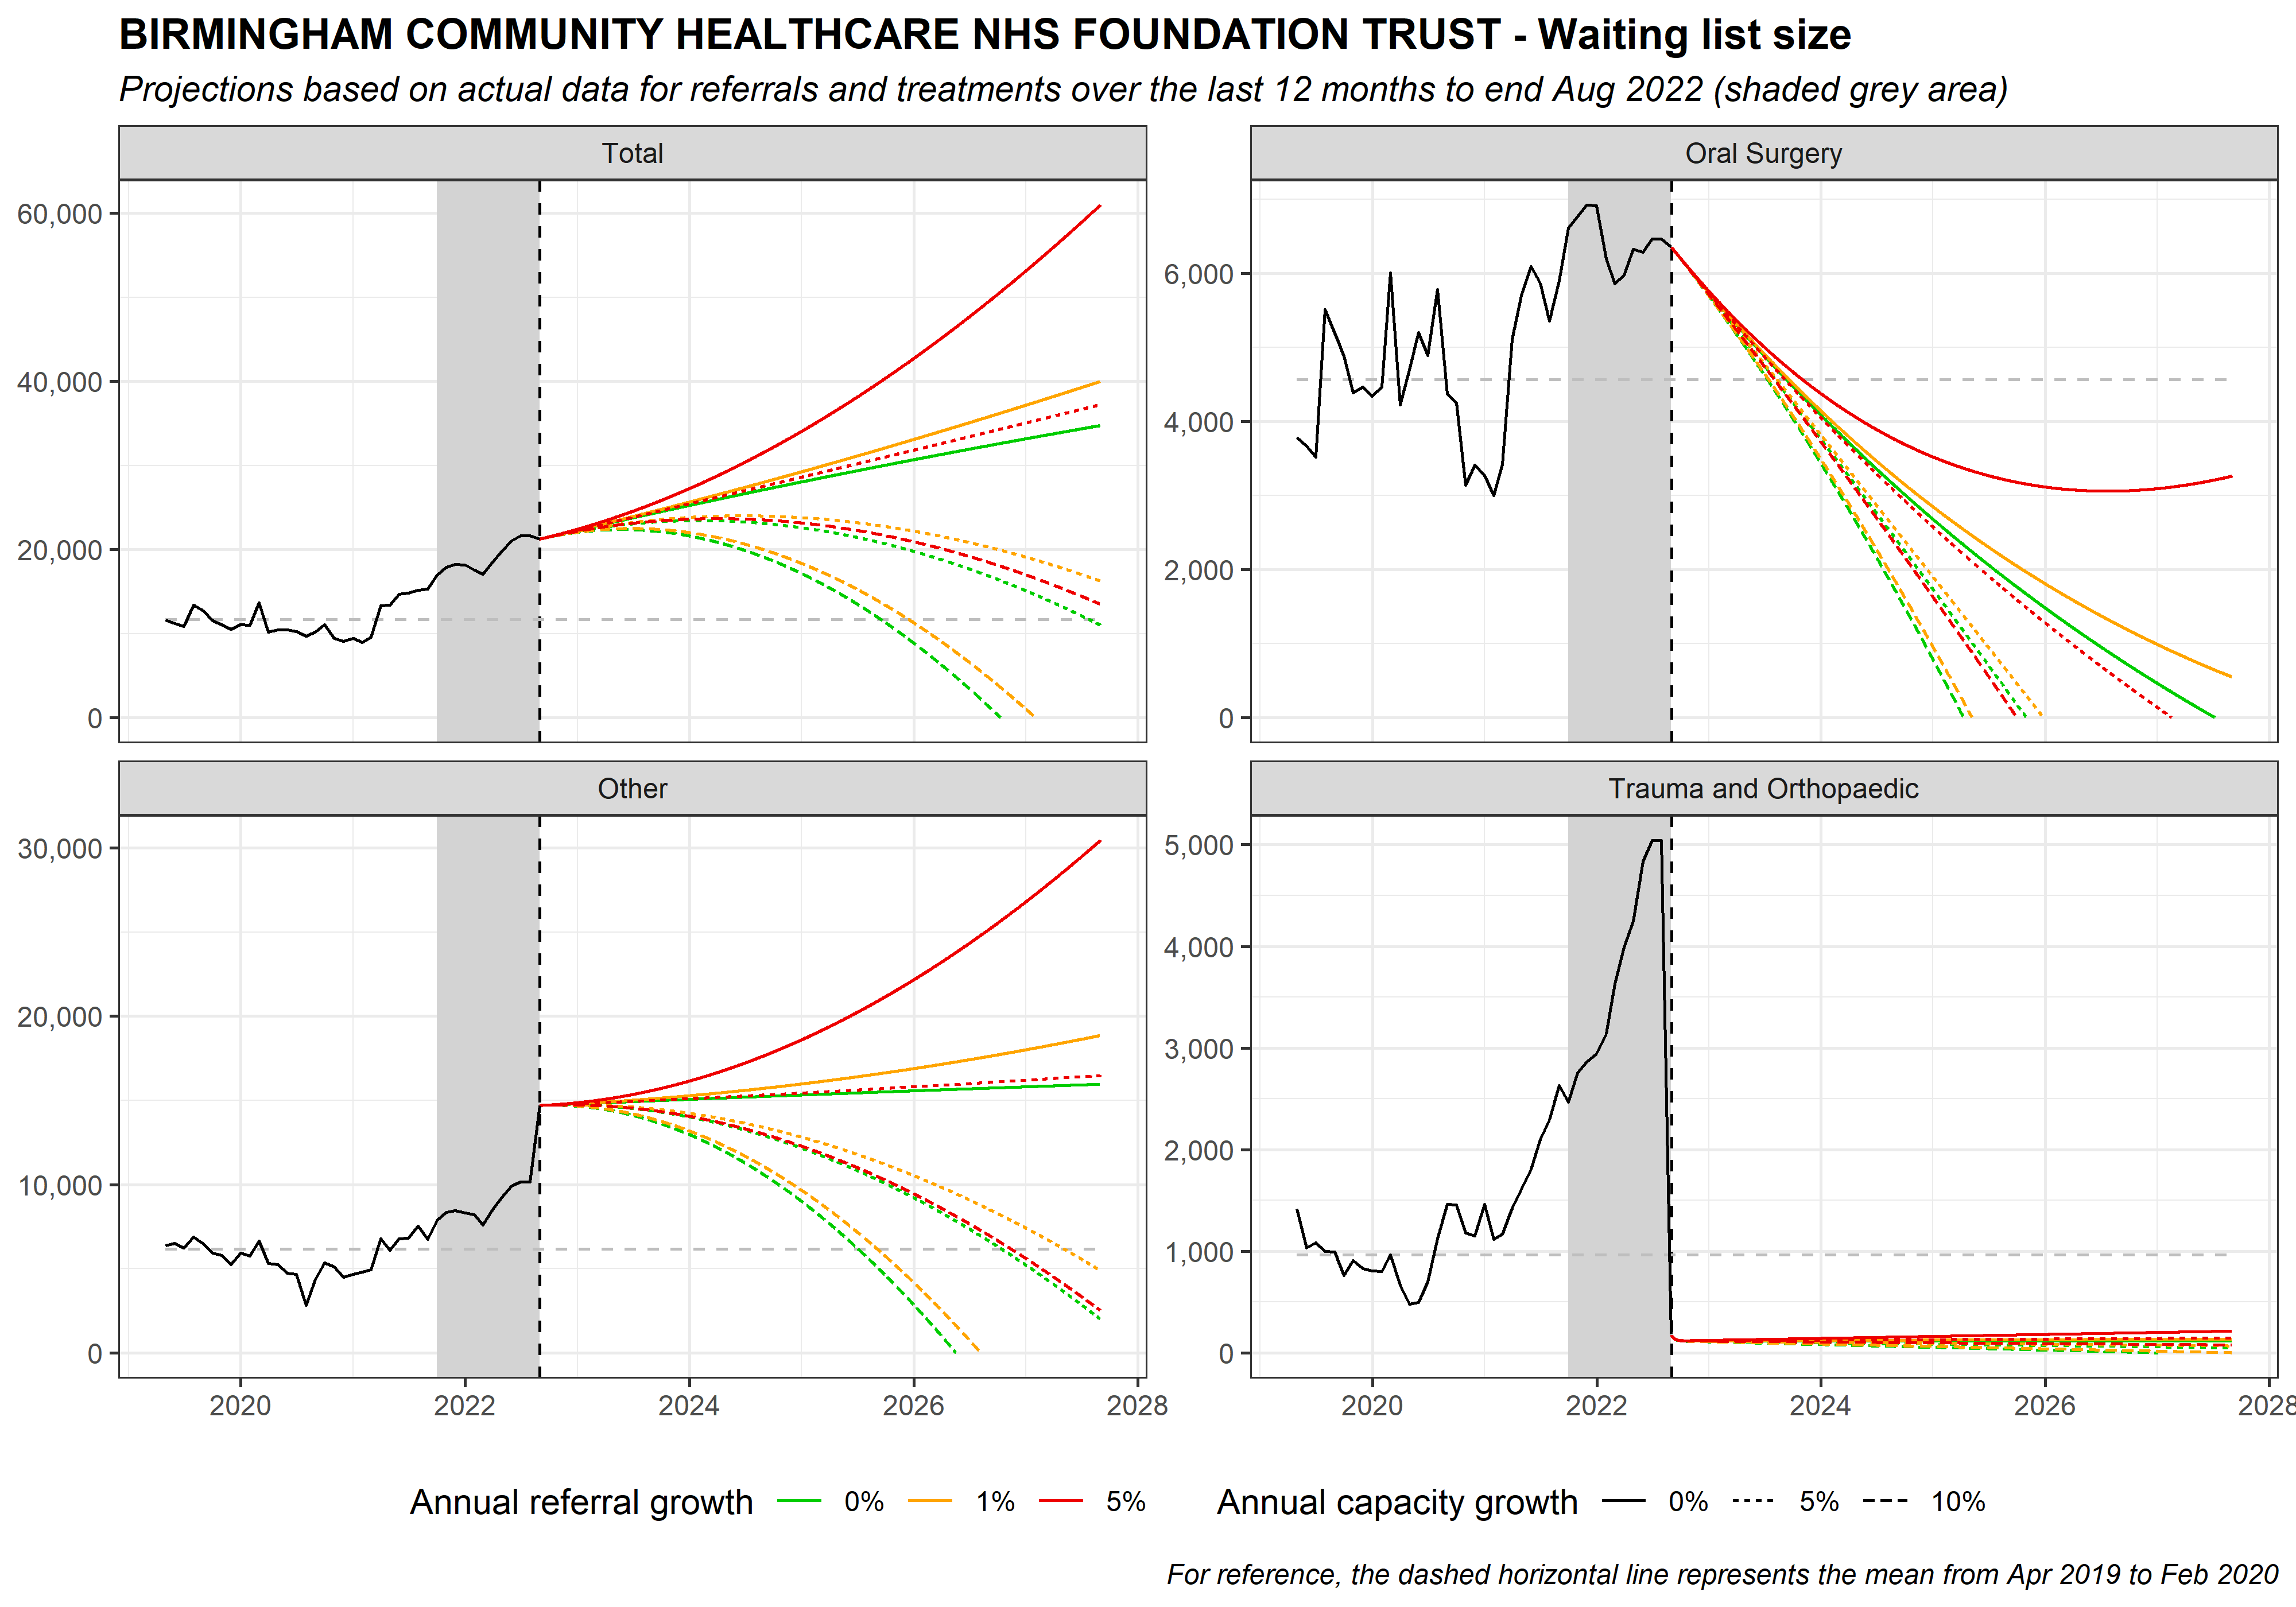 BIRMINGHAM COMMUNITY HEALTHCARE NHS FOUNDATION TRUST - Waiting list size
Projections based on actual data for referrals and treatments over the last 12 months to end Aug 2022 (shaded grey area)
Total
60,000
40,000
20,000
0
Oral Surgery
6,000
4,000
2,000
0
Other
30,000
20,000
10,000
0
2020 2022 2024 2026 2028
Trauma and Orthopaedic
5,000
4,000
3,000
2,000
1,000
0
2020 2022 2024 2026 2028
Annual referral growth 0% 1% 5%
Annual capacity growth 0% 5% 10%
For reference, the dashed horizontal line represents the mean from Apr 2019 to Feb 2020